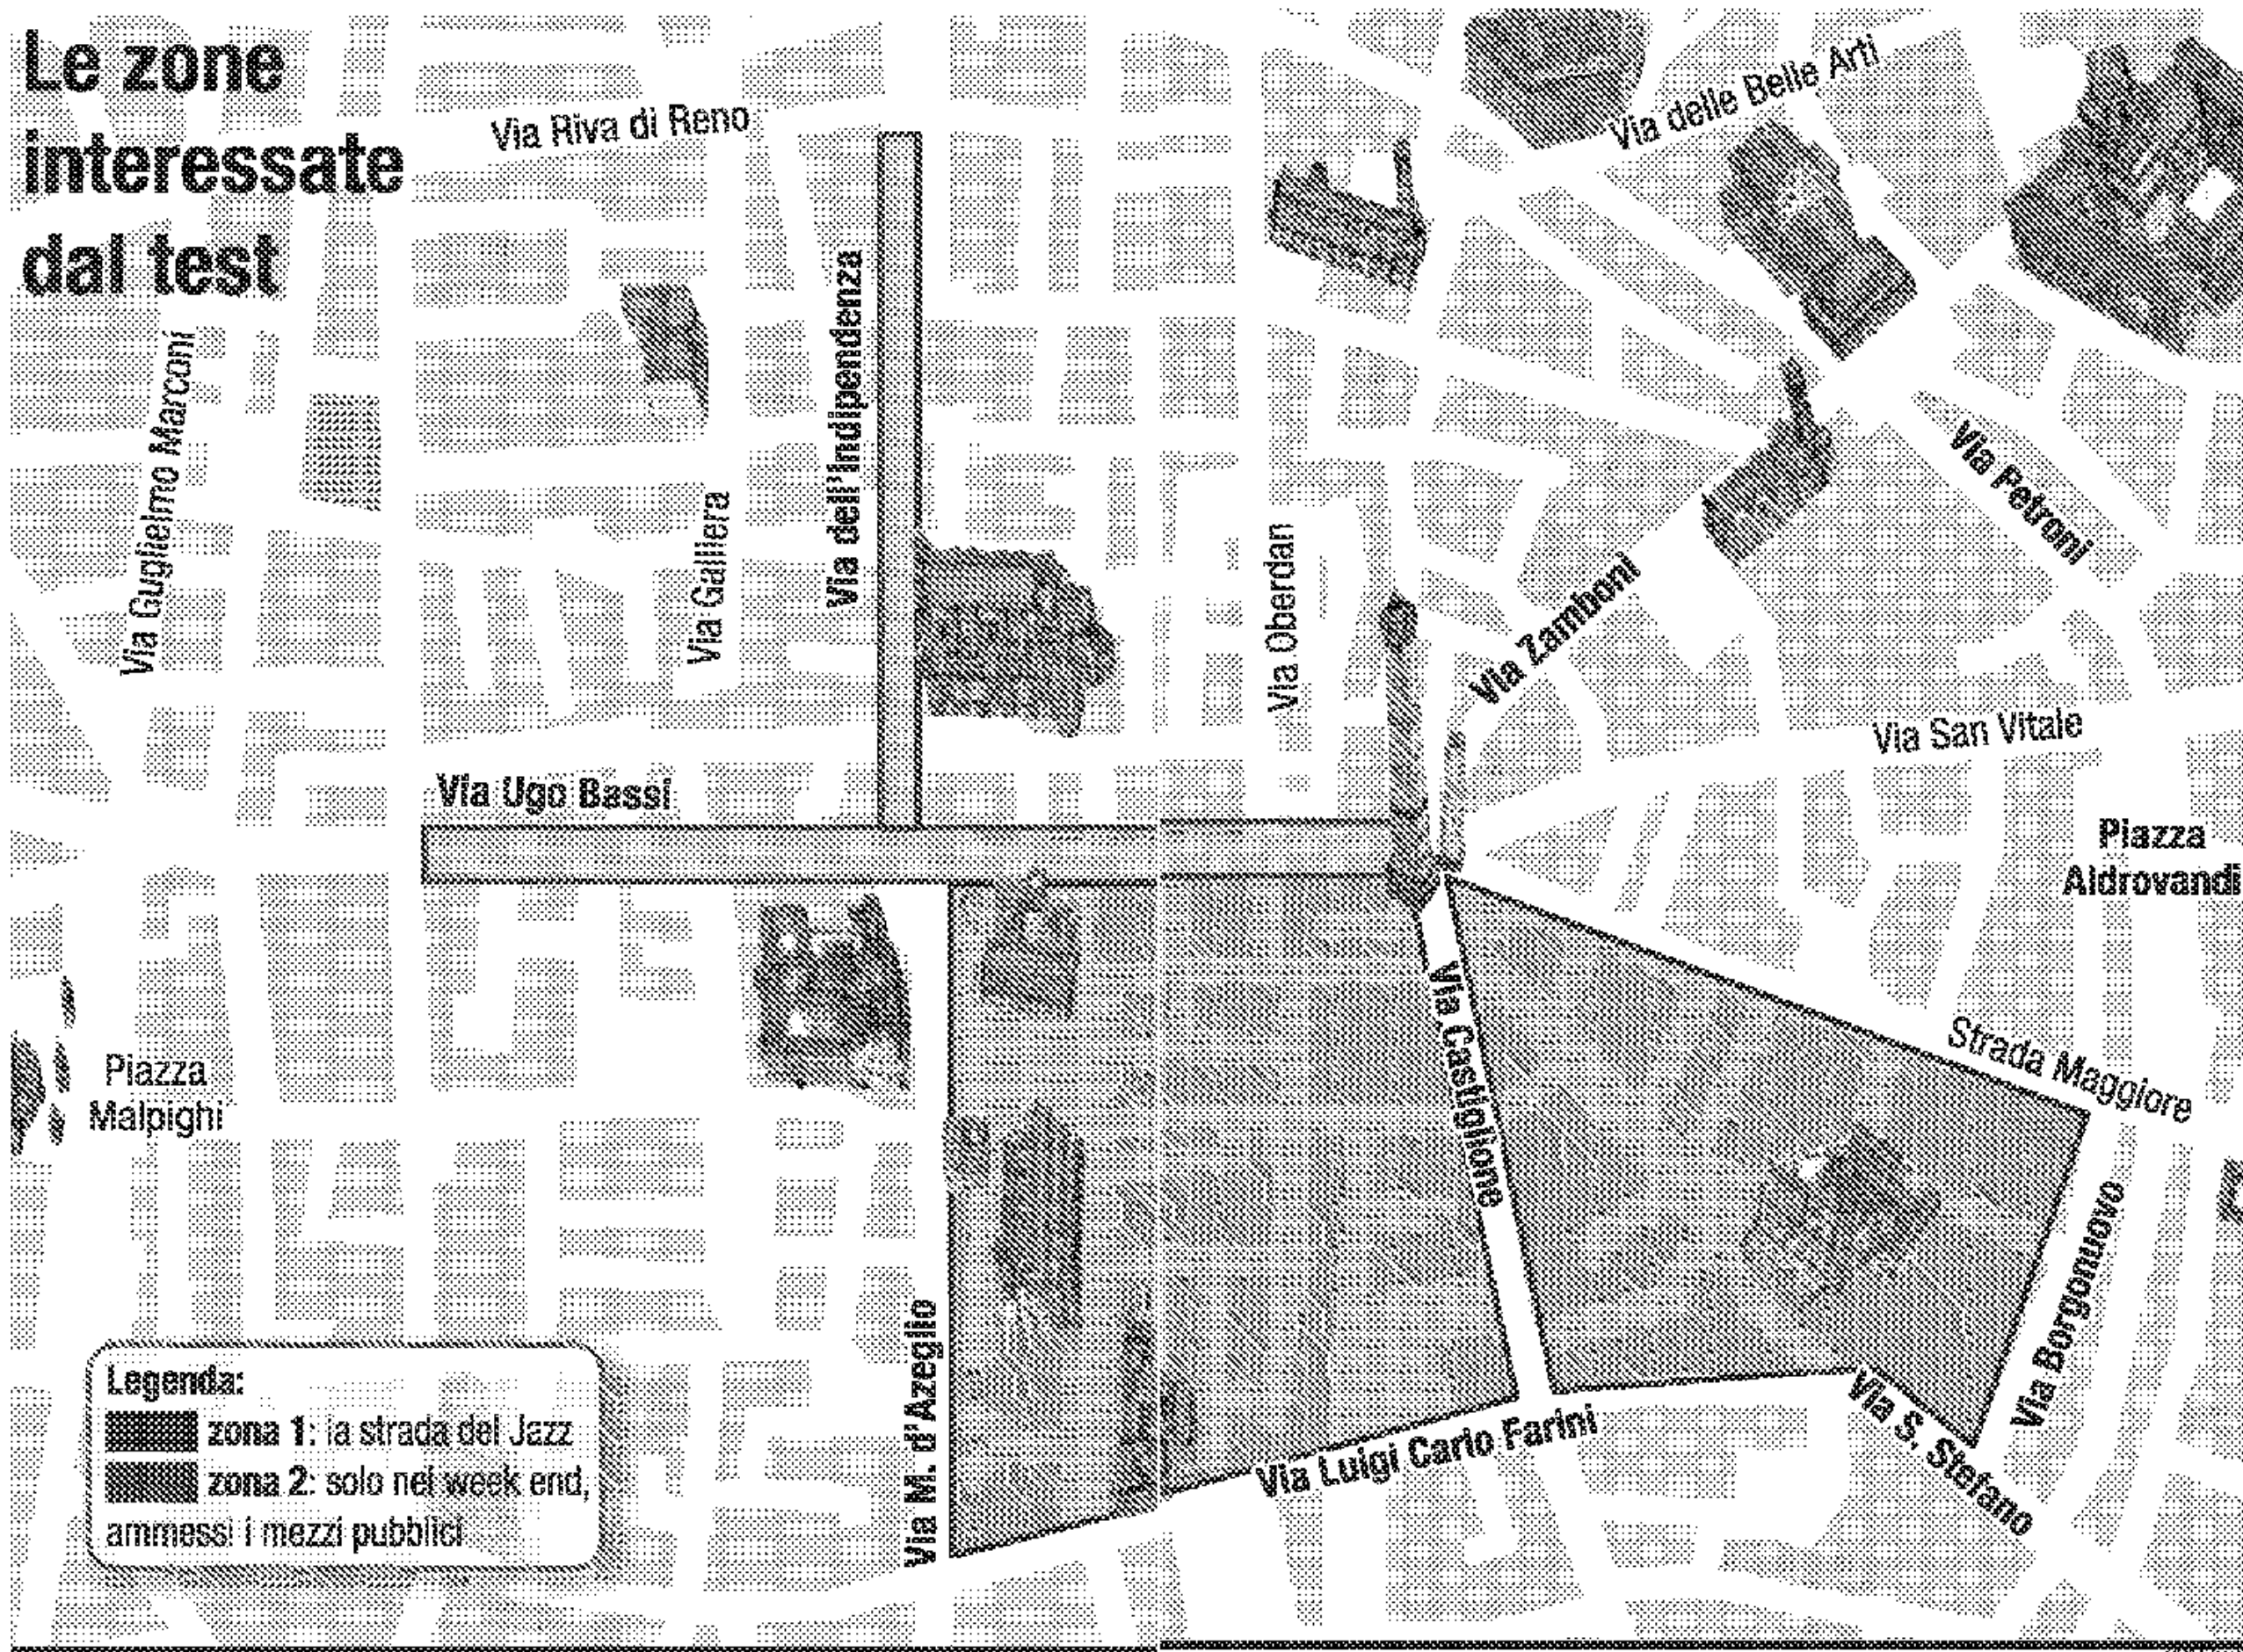 Le zone
interessate
dal test
Via Riva di Reno
Via delle Belle Arti
Via Guglielmo Marconi
Via Galliera
Via dell'Indipendenza
Via Oberdan
Via Zamboni
Via Petroni
Via San Vitale
Via Ugo Bassi
Piazza
Aldrovandi
Piazza
Malpighi
Via Castiglione
Strada Maggiore
Via Borgonuovo
Via M. d'Azeglio
Via Luigi Carlo Farini
Via S. Stefano
Legenda:
zona 1: la strada del Jazz
zona 2: solo nel week end,
ammessi i mezzi pubblici